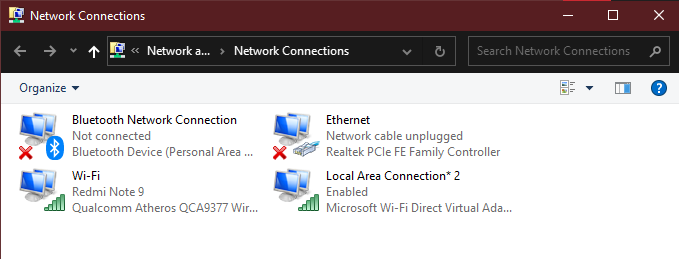 Network Connections
Network a... Network Connections Search Network Connections
Organize
Bluetooth Network Connection
Not connected
Bluetooth Device (Personal Area ...
Ethernet
Network cable unplugged
Realtek PCIe FE Family Controller
Wi-Fi
Redmi Note 9
Qualcomm Atheros QCA9377 Wir...
Local Area Connection* 2
Enabled
Microsoft Wi-Fi Direct Virtual Ada...